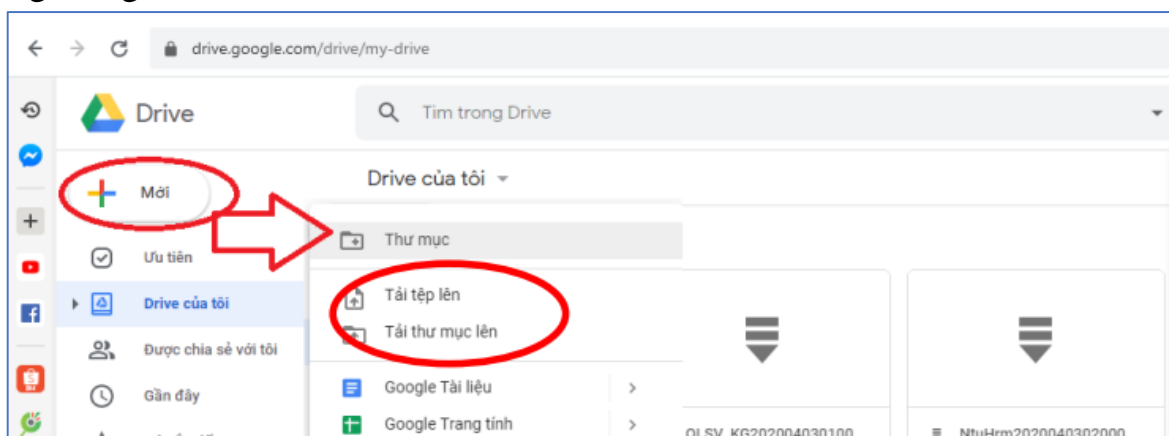 drive.google.com/drive/my-drive
Drive
Tìm trong Drive
Mới
Drive của tôi
Thư mục
Ưu tiên
Tải tệp lên
Drive của tôi
Tải thư mục lên
Được chia sẻ với tôi
Google Tài liệu
Gần đây
Google Trang tính
QLSV_KG202004030100
NtuHrm2020040302000